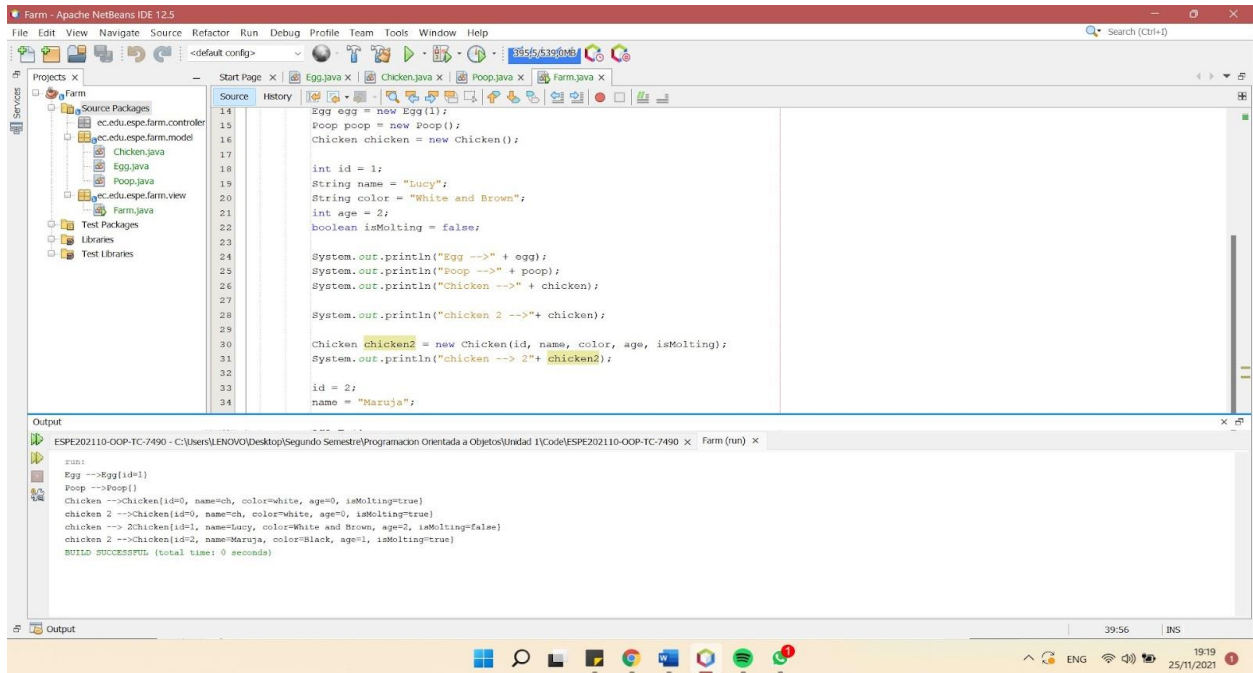 Farm - Apache NetBeans IDE 12.5
File Edit View Navigate Source Refactor Run Debug Profile Team Tools Window Help
Search (Ctrl+I)
<default config>
Projects
Start Page Egg.java Chicken.java Poop.java Farm.java
Services
Source History
Farm
Source Packages
ec.edu.espe.farm.controller
ec.edu.espe.farm.model
Chicken.java
Egg.java
Poop.java
ec.edu.espe.farm.view
Farm.java
Test Packages
Libraries
Test Libraries
14 Egg egg = new Egg(1);
15 Poop poop = new Poop();
16 Chicken chicken = new Chicken();
17
18 int id = 1;
19 String name = "Lucy";
20 String color = "White and Brown";
21 int age = 2;
22 boolean isMolting = false;
23
24 System.out.println("Egg -->" + egg);
25 System.out.println("Poop -->" + poop);
26 System.out.println("Chicken -->" + chicken);
27
28 System.out.println("chicken 2 -->"+ chicken);
29
30 Chicken chicken2 = new Chicken(id, name, color, age, isMolting);
31 System.out.println("chicken --> 2"+ chicken2);
32
33 id = 2;
34 name = "Maruja";
Output
ESPE202110-OOP-TC-7490 - C:\Users\LENOVO\Desktop\Segundo Semestre\Programacion Orientada a Objetos\Unidad 1\Code\ESPE202110-OOP-TC-7490 Farm (run)
run:
Egg -->Egg{id=1}
Poop -->Poop{}
Chicken -->Chicken{id=0, name=ch, color=white, age=0, isMolting=true}
chicken 2 -->Chicken{id=0, name=ch, color=white, age=0, isMolting=true}
chicken --> 2Chicken{id=1, name=Lucy, color=White and Brown, age=2, isMolting=false}
chicken 2 -->Chicken{id=2, name=Maruja, color=Black, age=1, isMolting=true}
BUILD SUCCESSFUL (total time: 0 seconds)
Output
39:56 INS
1
ENG
19:19
25/11/2021
1